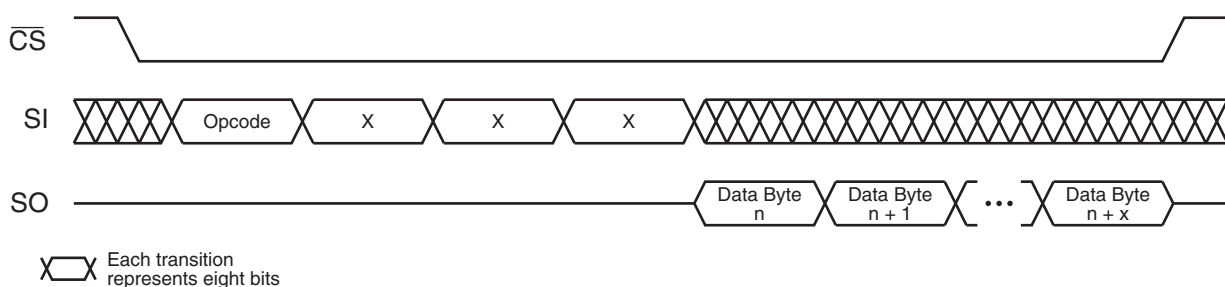 CS
SI
Opcode
X
X
X
SO
Data Byte
n
Data Byte
n + 1
•••
Data Byte
n + x
Each transition
represents eight bits